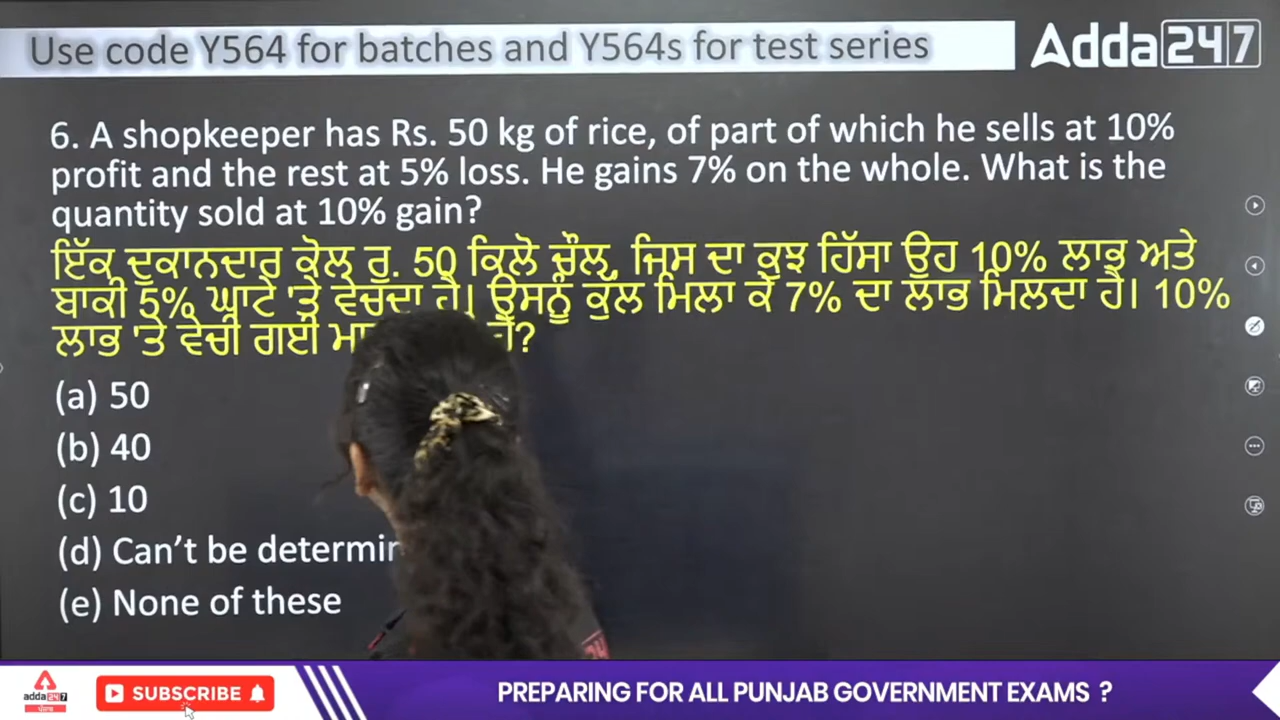 Use code Y564 for batches and Y564s for test series
Adda247
6. A shopkeeper has Rs. 50 kg of rice, of part of which he sells at 10%
profit and the rest at 5% loss. He gains 7% on the whole. What is the
quantity sold at 10% gain?
ਇੱਕ ਦੁਕਾਨਦਾਰ ਕੋਲ ਰੁ. 50 ਕਿਲੋ ਚੌਲ, ਜਿਸ ਦਾ ਕੁਝ ਹਿੱਸਾ ਉਹ 10% ਲਾਭ ਅਤੇ
ਬਾਕੀ 5% ਘਾਟੇ 'ਤੇ ਵੇਚਦਾ ਹੈ। ਉਸਨੂੰ ਕੁੱਲ ਮਿਲਾ ਕੇ 7% ਦਾ ਲਾਭ ਮਿਲਦਾ ਹੈ। 10%
ਲਾਭ 'ਤੇ ਵੇਚੀ ਗਈ
(a) 50
(b) 40
(c) 10
(d) Can't be
(e) None of these
adda247
ਪੰਜਾਬ
SUBSCRIBE
PREPARING FOR ALL PUNJAB GOVERNMENT EXAMS ?